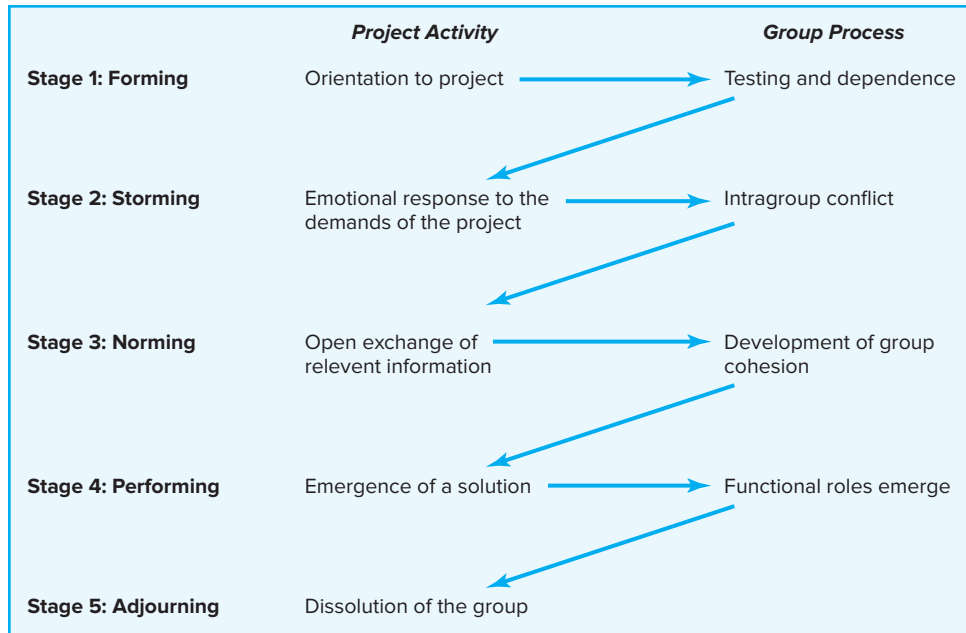 Project Activity Group Process
Stage 1: Forming Orientation to project Testing and dependence
Stage 2: Storming Emotional response to the Intragroup conflict
demands of the project
Stage 3: Norming Open exchange of Development of group
relevent information cohesion
Stage 4: Performing Emergence of a solution Functional roles emerge
Stage 5: Adjourning Dissolution of the group